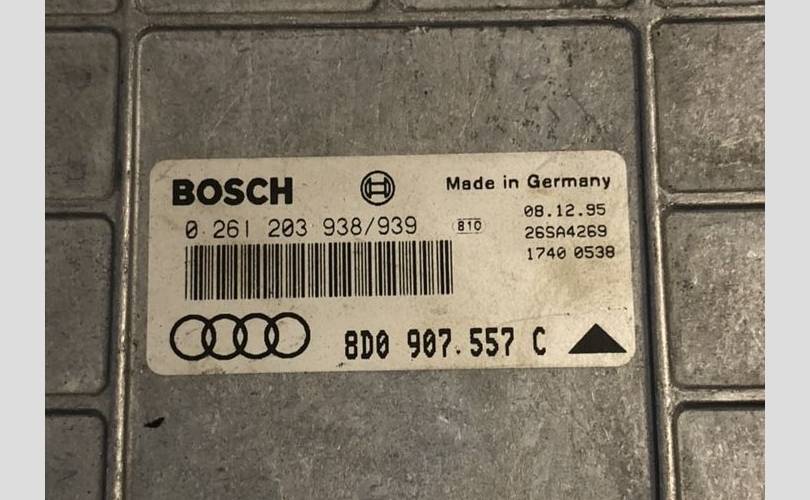 BOSCH
Made in Germany
0 261 203 938/939
810
08.12.95
26SA4269
1740 0538
8D0 907.557 C